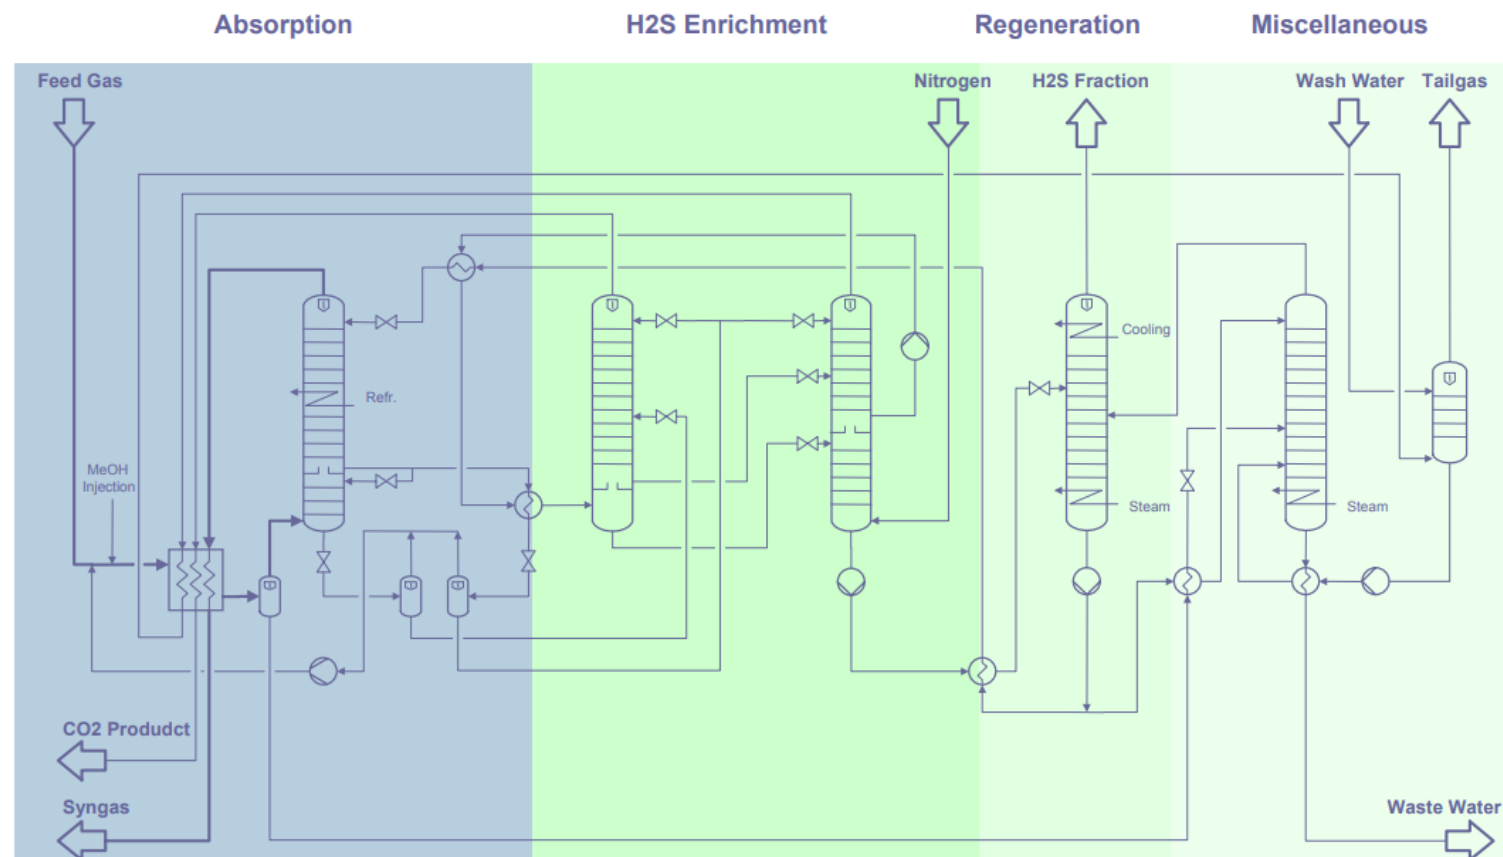 Absorption
H2S Enrichment
Regeneration
Miscellaneous
Feed Gas
Nitrogen
H2S Fraction
Wash Water
Tailgas
Cooling
Refr.
MeOH
Injection
Steam
Steam
CO2 Produdct
Syngas
Waste Water